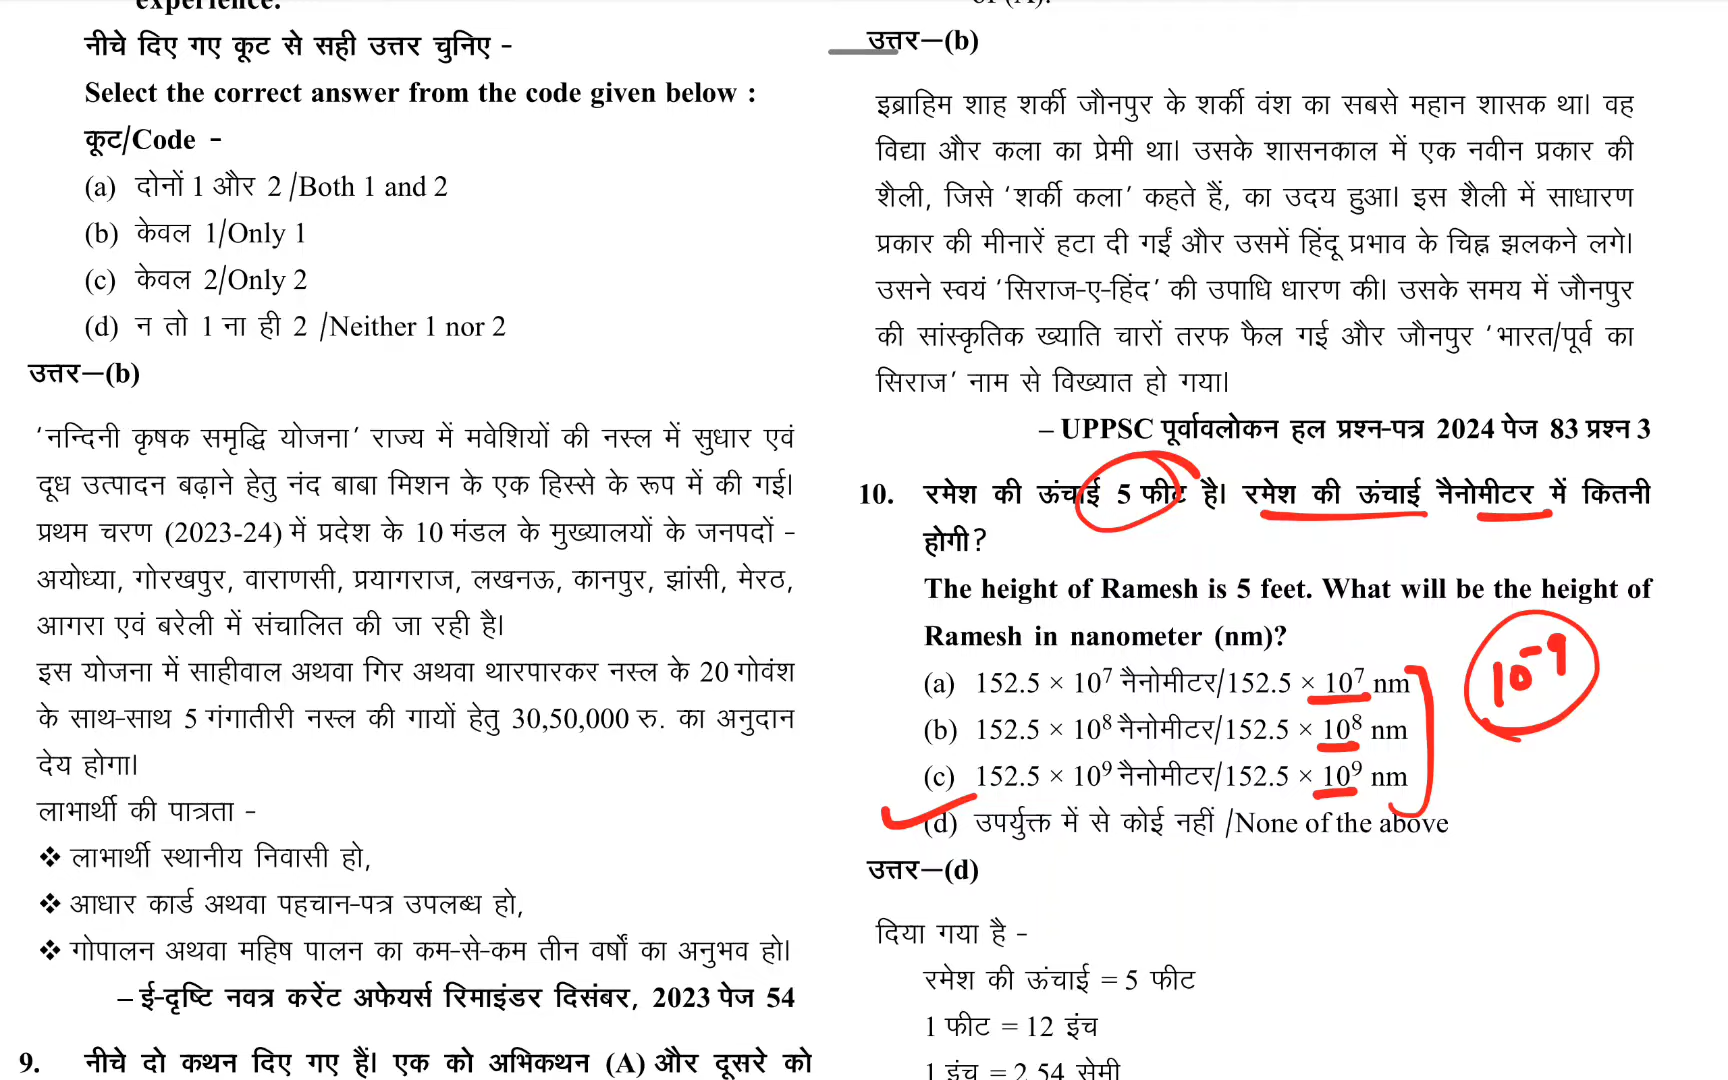 नीचे दिए गए कूट से सही उत्तर चुनिए -
Select the correct answer from the code given below :
कूट/Code -
(a) दोनों 1 और 2 /Both 1 and 2
(b) केवल 1/Only 1
(c) केवल 2/Only 2
(d) न तो 1 ना ही 2 /Neither 1 nor 2
उत्तर—(b)
‘नन्दिनी कृषक समृद्धि योजना’ राज्य में मवेशियों की नस्ल में सुधार एवं
दूध उत्पादन बढ़ाने हेतु नंद बाबा मिशन के एक हिस्से के रूप में की गई।
प्रथम चरण (2023-24) में प्रदेश के 10 मंडल के मुख्यालयों के जनपदों -
अयोध्या, गोरखपुर, वाराणसी, प्रयागराज, लखनऊ, कानपुर, झांसी, मेरठ,
आगरा एवं बरेली में संचालित की जा रही है।
इस योजना में साहीवाल अथवा गिर अथवा थारपारकर नस्ल के 20 गोवंश
के साथ-साथ 5 गंगातीरी नस्ल की गायों हेतु 30,50,000 रु. का अनुदान
देय होगा।
लाभार्थी की पात्रता -
❖ लाभार्थी स्थानीय निवासी हो,
❖ आधार कार्ड अथवा पहचान-पत्र उपलब्ध हो,
❖ गोपालन अथवा महिष पालन का कम-से-कम तीन वर्षों का अनुभव हो।
– ई-दृष्टि नवत्र करेंट अफेयर्स रिमाइंडर दिसंबर, 2023 पेज 54
9. नीचे दो कथन दिए गए हैं। एक को अभिकथन (A) और दूसरे को
उत्तर—(b)
इब्राहिम शाह शर्की जौनपुर के शर्की वंश का सबसे महान शासक था। वह
विद्या और कला का प्रेमी था। उसके शासनकाल में एक नवीन प्रकार की
शैली, जिसे ‘शर्की कला’ कहते हैं, का उदय हुआ। इस शैली में साधारण
प्रकार की मीनारें हटा दी गईं और उसमें हिंदू प्रभाव के चिह्न झलकने लगे।
उसने स्वयं ‘सिराज-ए-हिंद’ की उपाधि धारण की। उसके समय में जौनपुर
की सांस्कृतिक ख्याति चारों तरफ फैल गई और जौनपुर ‘भारत/पूर्व का
सिराज’ नाम से विख्यात हो गया।
– UPPSC पूर्वावलोकन हल प्रश्न-पत्र 2024 पेज 83 प्रश्न 3
10. रमेश की ऊंचाई 5 फीट है। रमेश की ऊंचाई नैनोमीटर में कितनी
होगी?
The height of Ramesh is 5 feet. What will be the height of
Ramesh in nanometer (nm)?
(a) 152.5 × 10⁷ नैनोमीटर/152.5 × 10⁷ nm
(b) 152.5 × 10⁸ नैनोमीटर/152.5 × 10⁸ nm
(c) 152.5 × 10⁹ नैनोमीटर/152.5 × 10⁹ nm
(d) उपर्युक्त में से कोई नहीं /None of the above
10⁻⁹
उत्तर—(d)
दिया गया है -
रमेश की ऊंचाई = 5 फीट
1 फीट = 12 इंच
1 इंच = 2.54 सेमी